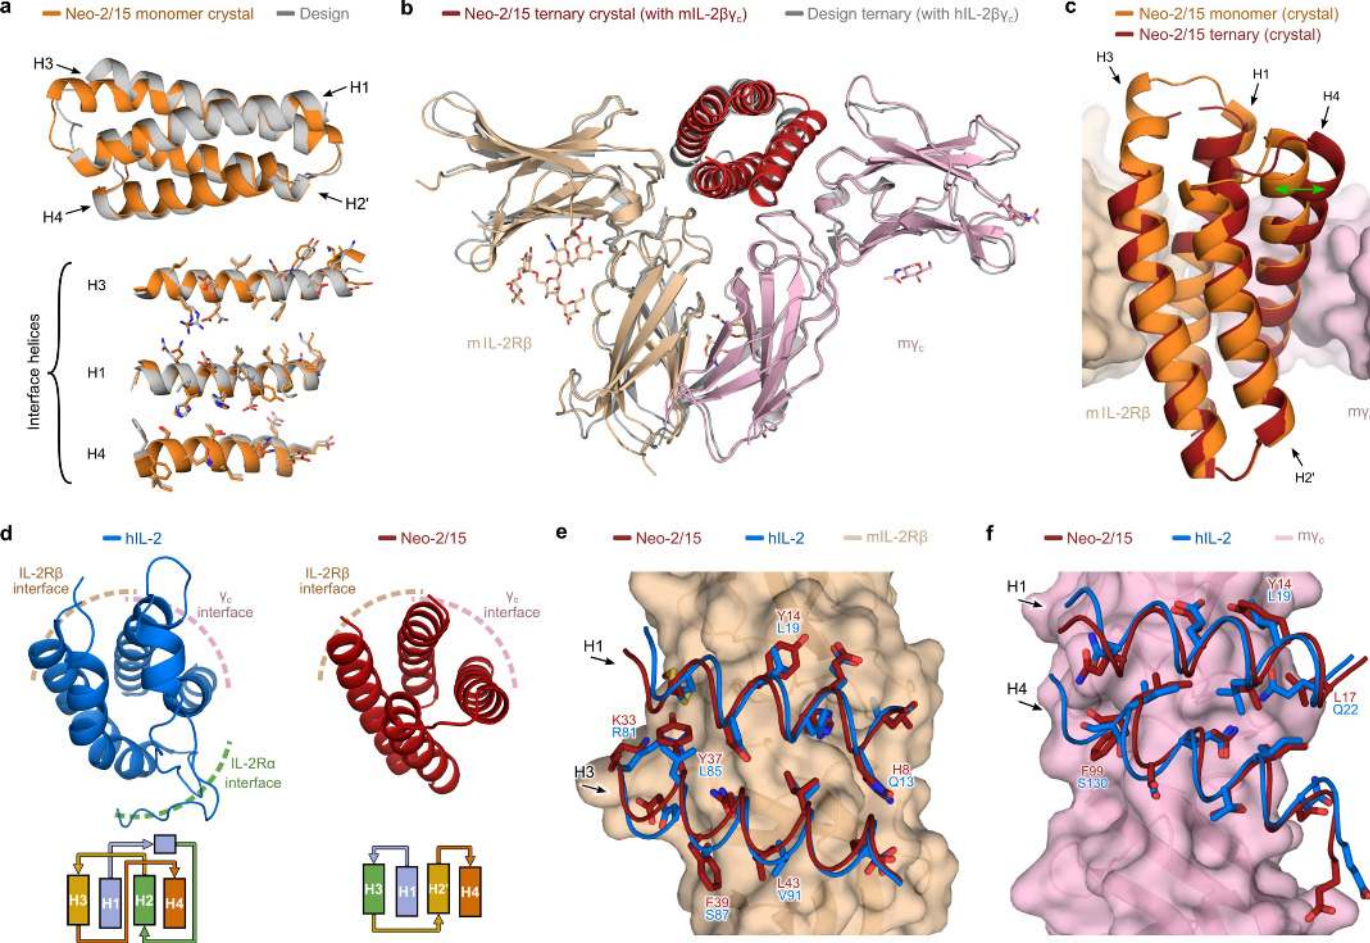 a
Neo-2/15 monomer crystal
Design
H3
H1
H4
H2'
Interface helices
H3
H1
H4
b
Neo-2/15 ternary crystal (with mIL-2βγc)
Design ternary (with hIL-2βγc)
m IL-2Rβ
mγc
c
Neo-2/15 monomer (crystal)
Neo-2/15 ternary (crystal)
H3
H1
H4
m IL-2Rβ
mγ
H2'
d
hIL-2
Neo-2/15
IL-2Rβ
interface
γc
interface
IL-2Rα
interface
IL-2Rβ
interface
γc
interface
H3
H1
H2
H4
H3
H1
H2'
H4
e
Neo-2/15
hIL-2
mIL-2Rβ
H1
Y14
L19
K33
R81
H3
Y37
L85
H8
Q13
F39
S87
L43
V91
f
Neo-2/15
hIL-2
mγc
H1
Y14
L19
H4
L17
Q22
F99
S130